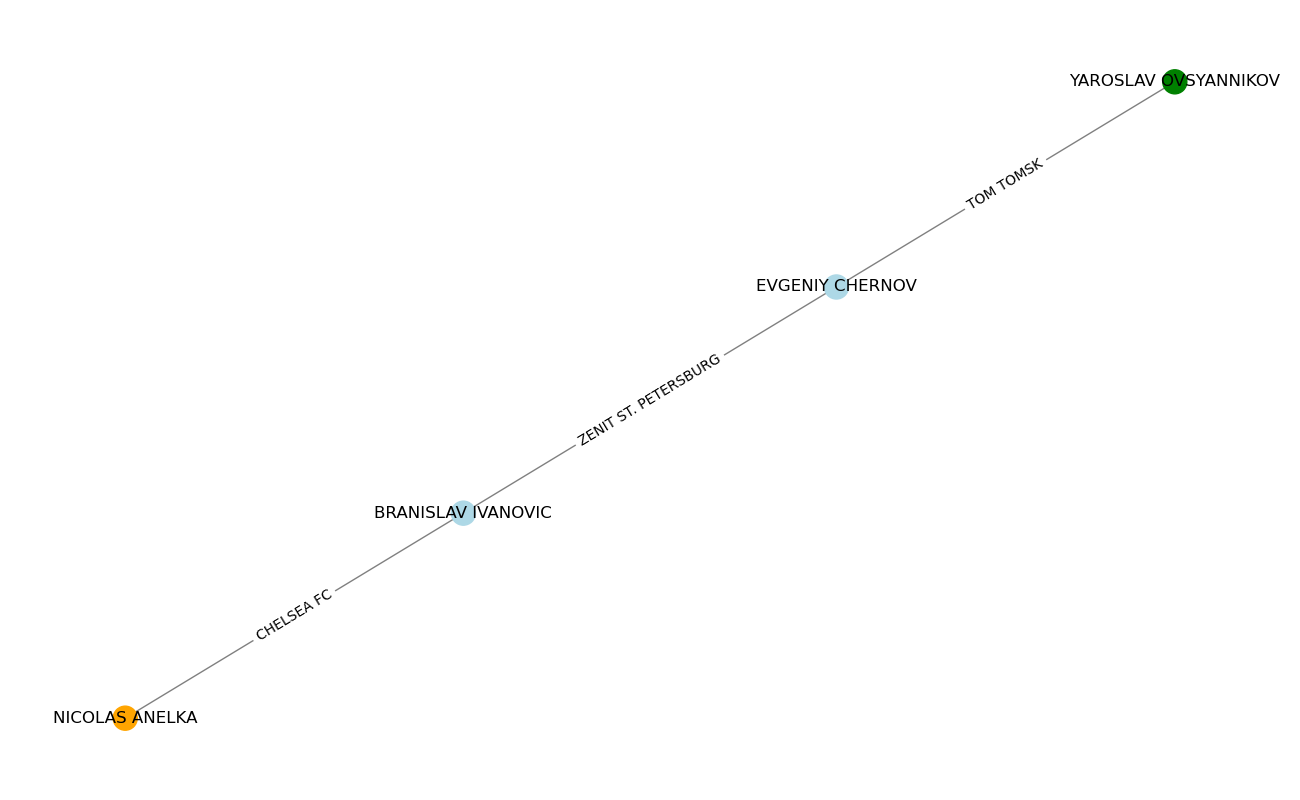 YAROSLAV OVSYANNIKOV
TOM TOMSK
EVGENIY CHERNOV
ZENIT ST. PETERSBURG
BRANISLAV IVANOVIC
CHELSEA FC
NICOLAS ANELKA